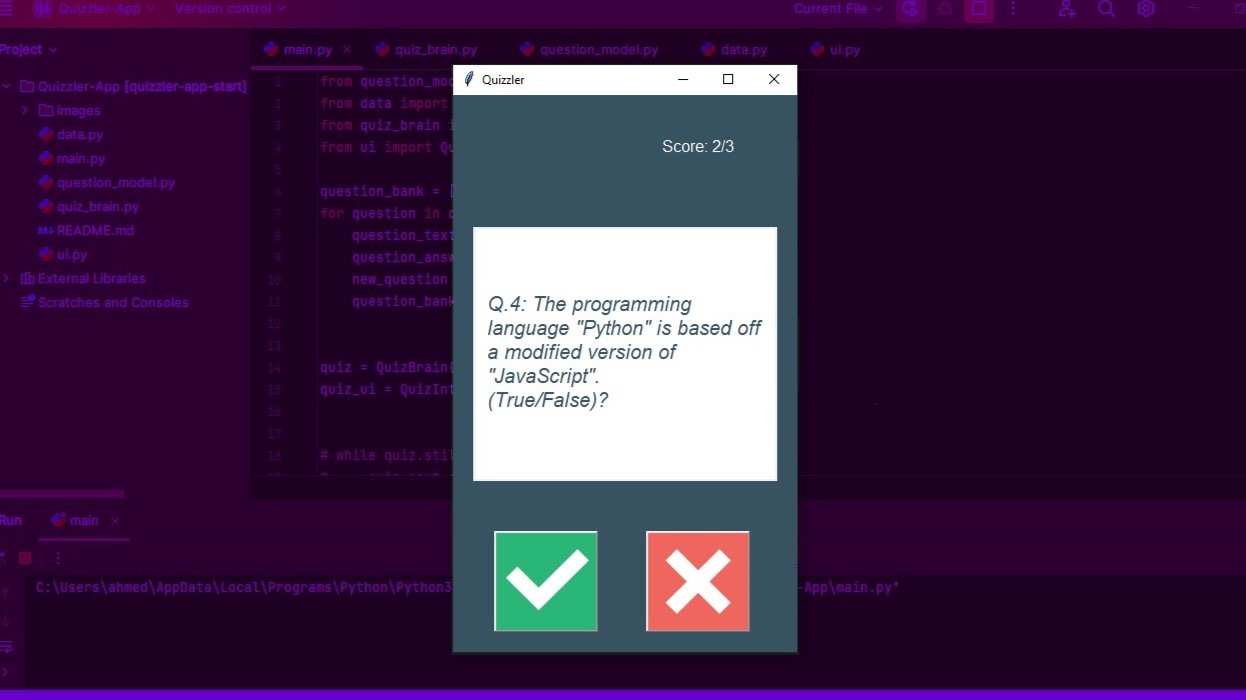 QA Quizzler-App Version control Current File
Project
main.py quiz_brain.py question_model.py data.py ui.py
Quizzler-App [quizzler-app-start]
images
data.py
main.py
question_model.py
quiz_brain.py
M↓ README.md
ui.py
External Libraries
Scratches and Consoles
1 from question_mo
2 from data import
3 from quiz_brain i
4 from ui import Qu
5
6 question_bank = [
7 for question in
8 question_text
9 question_answ
10 new_question
11 question_bank
12
13
14 quiz = QuizBrain(
15 quiz_ui = QuizInt
16
17
18 # while quiz.stil
Quizzler
Score: 2/3
Q.4: The programming
language "Python" is based off
a modified version of
"JavaScript".
(True/False)?
Run main
C:\Users\ahmed\AppData\Local\Programs\Python\Python3
-App\main.py"